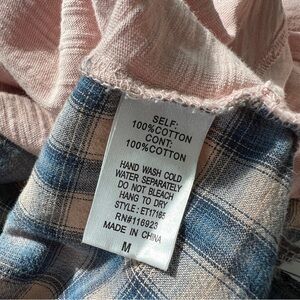 SELF:
100%COTTON
CONT:
100%COTTON
HAND WASH COLD
WATER SEPARATELY
DO NOT BLEACH
HANG TO DRY
STYLE: ET17165
RN#116923
MADE IN CHINA
M